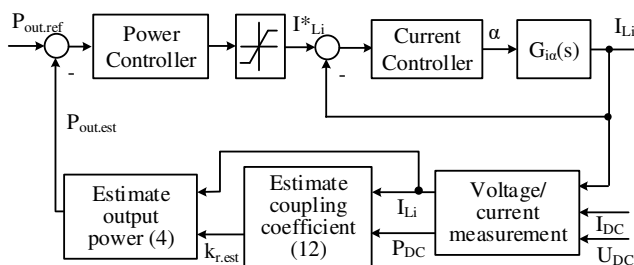 P_out.ref
-
Power
Controller
I*_Li
-
Current
Controller
α
G_iα(s)
I_Li
P_out.est
Estimate
output
power (4)
k_r.est
Estimate
coupling
coefficient
(12)
I_Li
P_DC
Voltage/
current
measurement
I_DC
U_DC